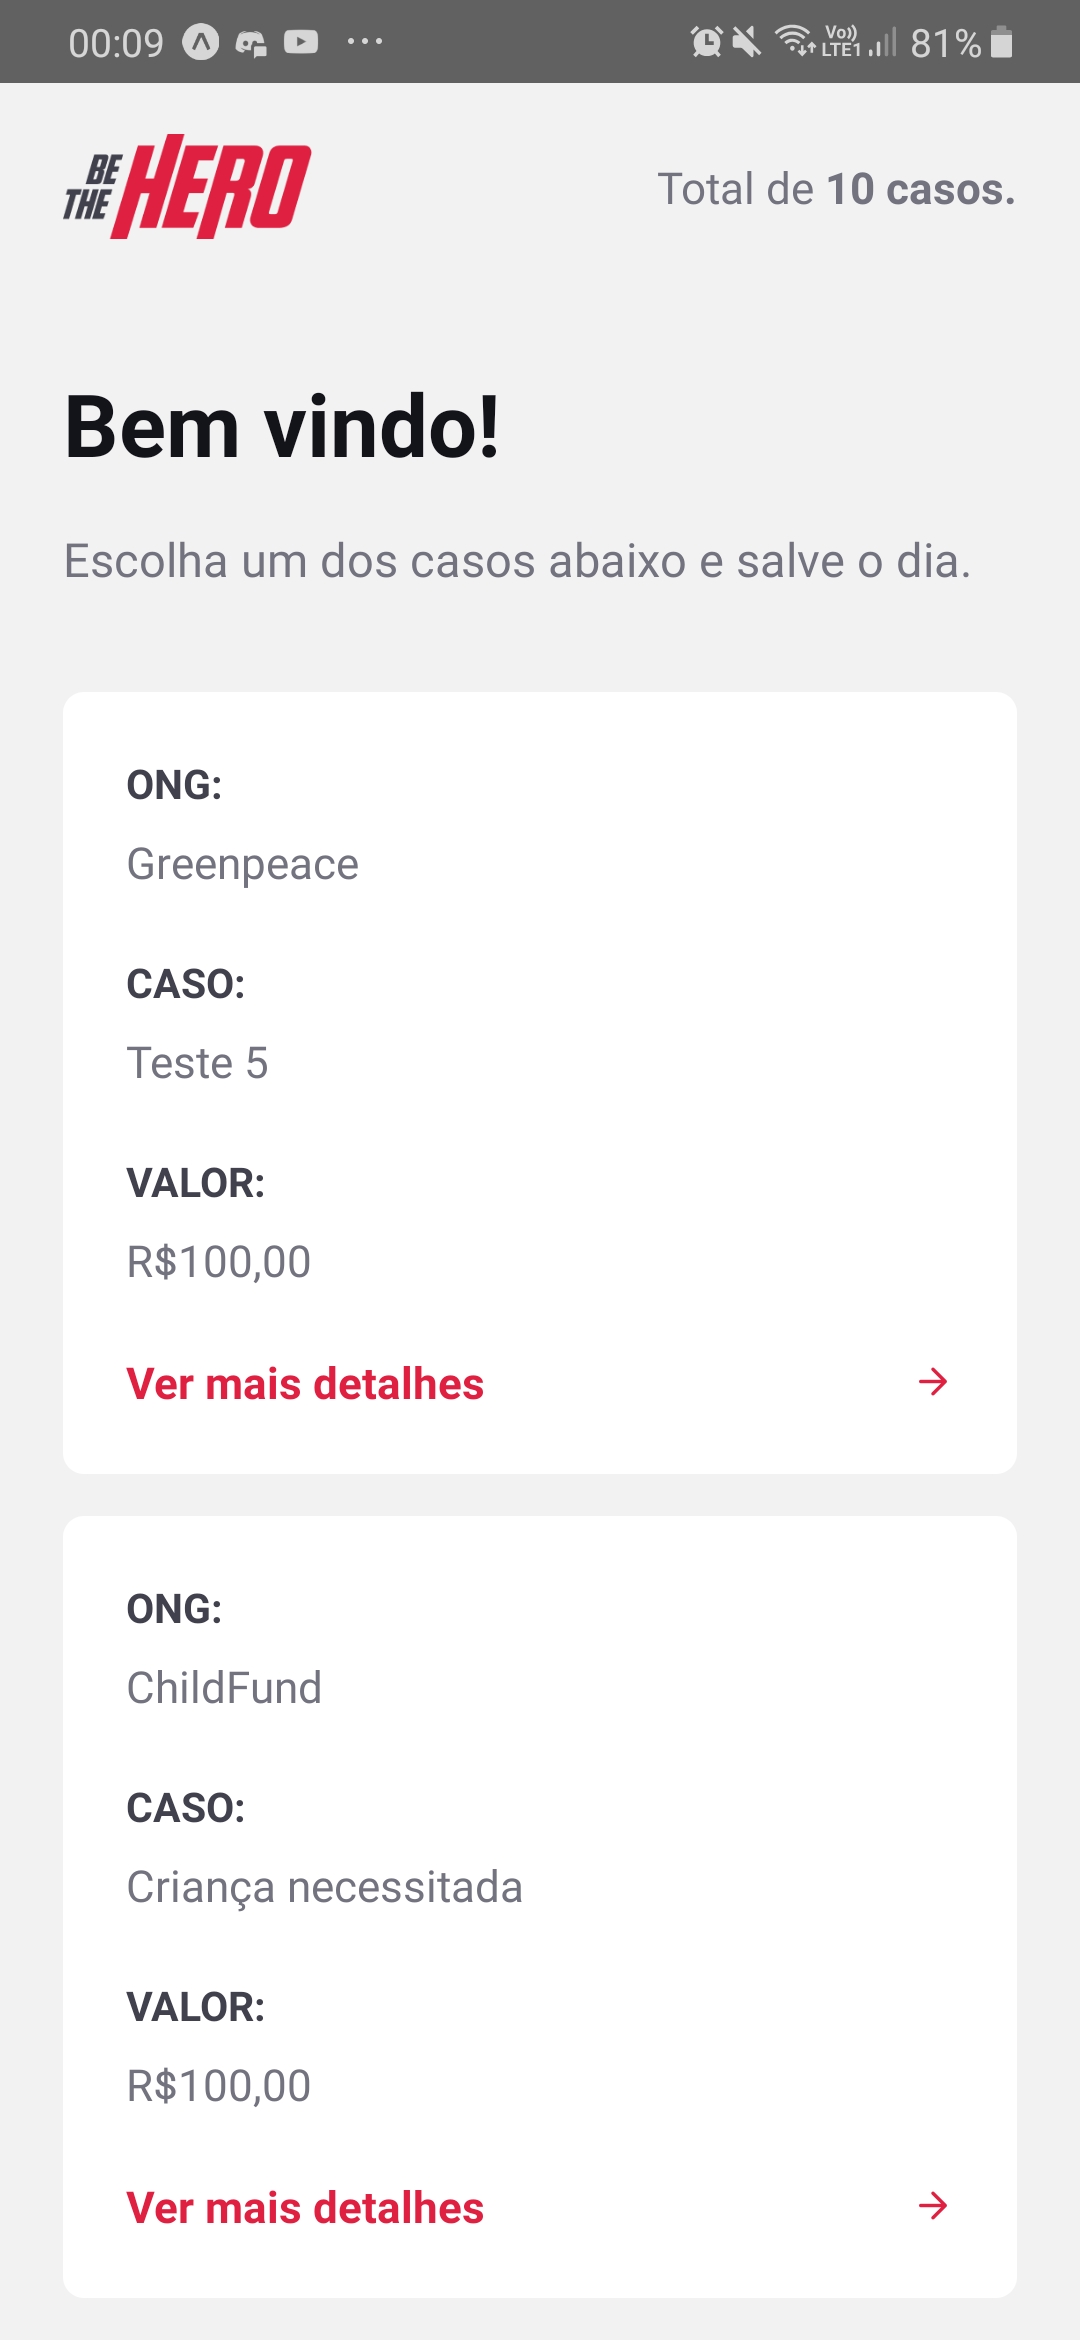 00:09 Vo)) LTE1 81%
BE THE HERO
Total de 10 casos.
Bem vindo!
Escolha um dos casos abaixo e salve o dia.
ONG:
Greenpeace
CASO:
Teste 5
VALOR:
R$100,00
Ver mais detalhes
ONG:
ChildFund
CASO:
Criança necessitada
VALOR:
R$100,00
Ver mais detalhes